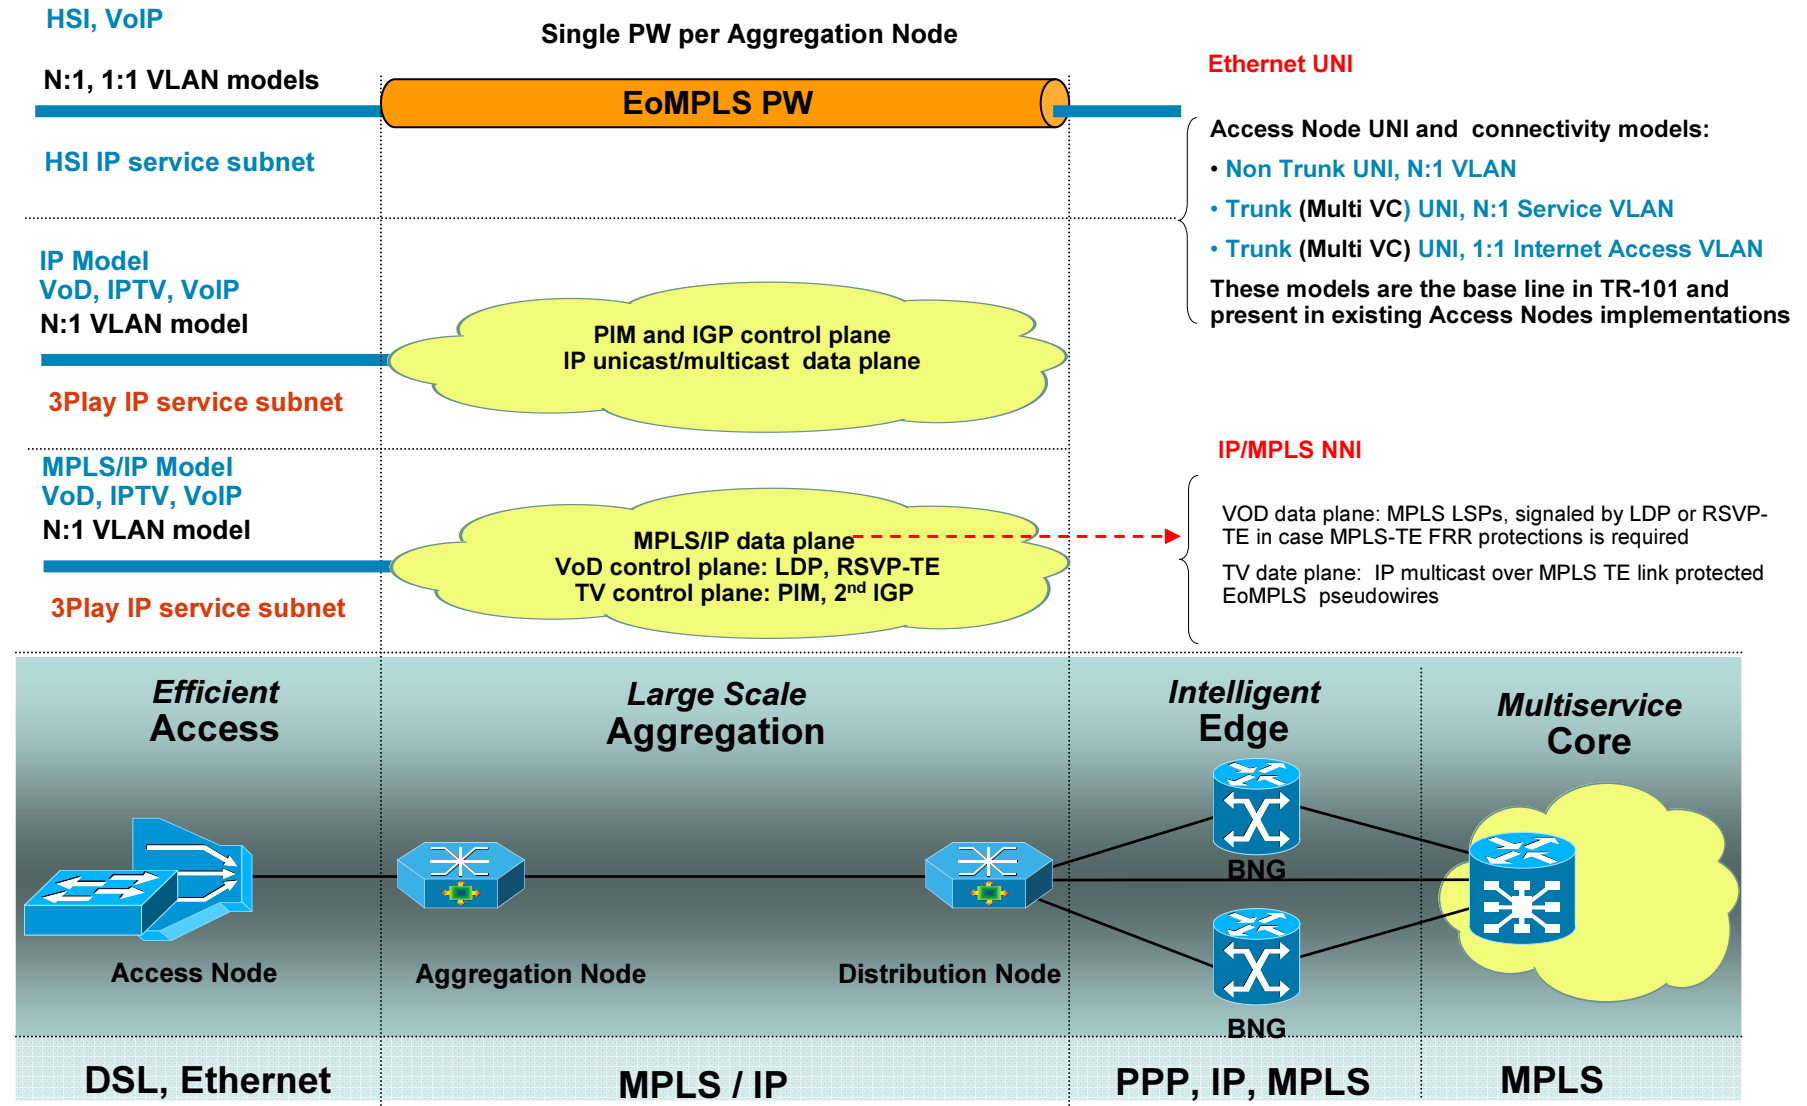 HSI, VoIP
Single PW per Aggregation Node
N:1, 1:1 VLAN models
EoMPLS PW
HSI IP service subnet
Ethernet UNI
Access Node UNI and connectivity models:
• Non Trunk UNI, N:1 VLAN
• Trunk (Multi VC) UNI, N:1 Service VLAN
• Trunk (Multi VC) UNI, 1:1 Internet Access VLAN
These models are the base line in TR-101 and
present in existing Access Nodes implementations
IP Model
VoD, IPTV, VoIP
N:1 VLAN model
3Play IP service subnet
PIM and IGP control plane
IP unicast/multicast data plane
MPLS/IP Model
VoD, IPTV, VoIP
N:1 VLAN model
3Play IP service subnet
MPLS/IP data plane
VoD control plane: LDP, RSVP-TE
TV control plane: PIM, 2nd IGP
IP/MPLS NNI
VOD data plane: MPLS LSPs, signaled by LDP or RSVP-
TE in case MPLS-TE FRR protections is required
TV date plane: IP multicast over MPLS TE link protected
EoMPLS pseudowires
Efficient
Access
Large Scale
Aggregation
Intelligent
Edge
Multiservice
Core
BNG
Access Node
Aggregation Node
Distribution Node
BNG
DSL, Ethernet
MPLS / IP
PPP, IP, MPLS
MPLS